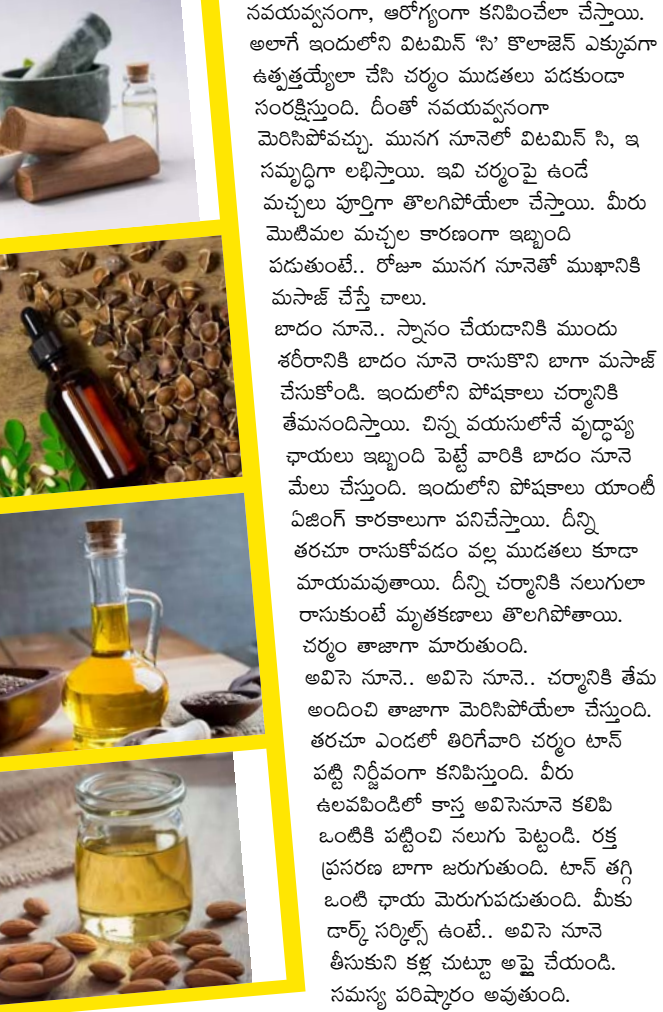 నవయవ్వనంగా, ఆరోగ్యంగా కనిపించేలా చేస్తాయి.
అలాగే ఇందులోని విటమిన్ ‘సి’ కొలాజెన్ ఎక్కువగా
ఉత్పత్తయ్యేలా చేసి చర్మం ముడతలు పడకుండా
సంరక్షిస్తుంది. దీంతో నవయవ్వనంగా
మెరిసిపోవచ్చు. మునగ నూనెలో విటమిన్ సి, ఇ
సమృద్ధిగా లభిస్తాయి. ఇవి చర్మంపై ఉండే
మచ్చలు పూర్తిగా తొలగిపోయేలా చేస్తాయి. మీరు
మొటిమల మచ్చల కారణంగా ఇబ్బంది
పడుతుంటే.. రోజూ మునగ నూనెతో ముఖానికి
మసాజ్ చేస్తే చాలు.
బాదం నూనె.. స్నానం చేయడానికి ముందు
శరీరానికి బాదం నూనె రాసుకొని బాగా మసాజ్
చేసుకోండి. ఇందులోని పోషకాలు చర్మానికి
తేమనందిస్తాయి. చిన్న వయసులోనే వృద్ధాప్య
ఛాయలు ఇబ్బంది పెట్టే వారికి బాదం నూనె
మేలు చేస్తుంది. ఇందులోని పోషకాలు యాంటీ
ఏజింగ్ కారకాలుగా పనిచేస్తాయి. దీన్ని
తరచూ రాసుకోవడం వల్ల ముడతలు కూడా
మాయమవుతాయి. దీన్ని చర్మానికి నలుగులా
రాసుకుంటే మృతకణాలు తొలగిపోతాయి.
చర్మం తాజాగా మారుతుంది.
అవిసె నూనె.. అవిసె నూనె.. చర్మానికి తేమ
అందించి తాజాగా మెరిసిపోయేలా చేస్తుంది.
తరచూ ఎండలో తిరిగేవారి చర్మం టాన్
పట్టి నిర్జీవంగా కనిపిస్తుంది. వీరు
ఉలవపిండిలో కాస్త అవిసెనూనె కలిపి
ఒంటికి పట్టించి నలుగు పెట్టండి. రక్త
ప్రసరణ బాగా జరుగుతుంది. టాన్ తగ్గి
ఒంటి ఛాయ మెరుగుపడుతుంది. మీకు
డార్క్ సర్కిల్స్ ఉంటే.. అవిసె నూనె
తీసుకుని కళ్ల చుట్టూ అప్లై చేయండి.
సమస్య పరిష్కారం అవుతుంది.